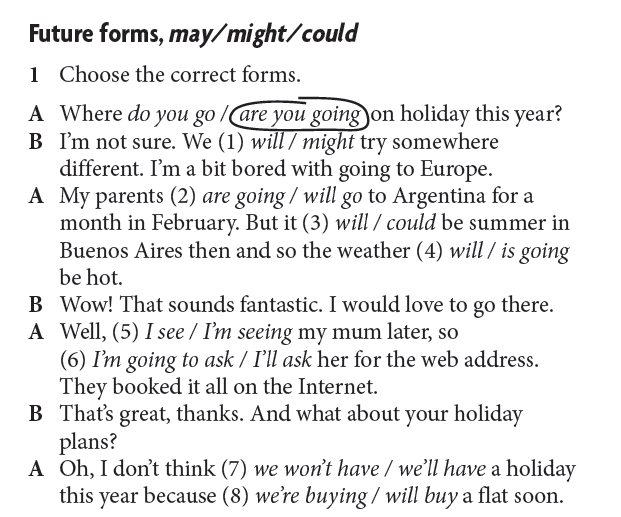 Future forms, may/might/could
1 Choose the correct forms.
A Where do you go / are you going on holiday this year?
B I'm not sure. We (1) will / might try somewhere
different. I'm a bit bored with going to Europe.
A My parents (2) are going / will go to Argentina for a
month in February. But it (3) will / could be summer in
Buenos Aires then and so the weather (4) will / is going
be hot.
B Wow! That sounds fantastic. I would love to go there.
A Well, (5) I see / I'm seeing my mum later, so
(6) I'm going to ask / I'll ask her for the web address.
They booked it all on the Internet.
B That's great, thanks. And what about your holiday
plans?
A Oh, I don't think (7) we won't have / we'll have a holiday
this year because (8) we're buying / will buy a flat soon.